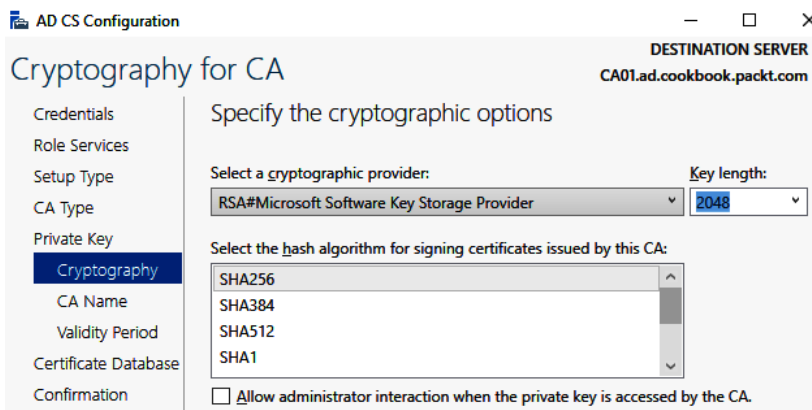 AD CS Configuration
DESTINATION SERVER
CA01.ad.cookbook.packt.com
Cryptography for CA
Credentials
Role Services
Setup Type
CA Type
Private Key
Cryptography
CA Name
Validity Period
Certificate Database
Confirmation
Specify the cryptographic options
Select a cryptographic provider:
Key length:
RSA#Microsoft Software Key Storage Provider
2048
Select the hash algorithm for signing certificates issued by this CA:
SHA256
SHA384
SHA512
SHA1
Allow administrator interaction when the private key is accessed by the CA.